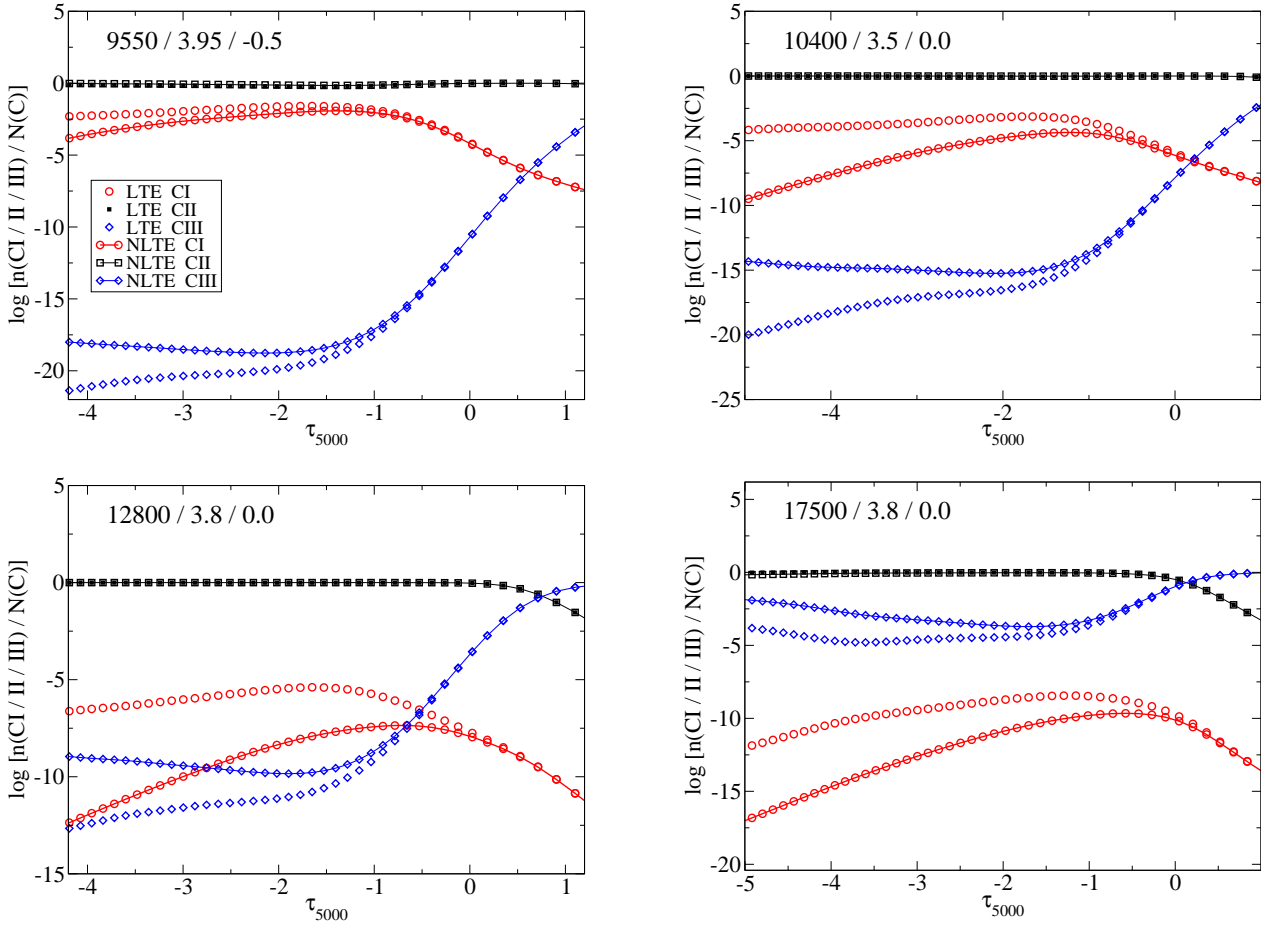 9550 / 3.95 / -0.5
log [n(CI / II / III) / N(C)]
5
0
-5
-10
-15
-20
LTE CI
LTE CII
LTE CIII
NLTE CI
NLTE CII
NLTE CIII
-4
-3
-2
-1
0
1
τ5000
10400 / 3.5 / 0.0
log [n(CI / II / III) / N(C)]
5
0
-5
-10
-15
-20
-25
-4
-2
0
τ5000
12800 / 3.8 / 0.0
log [n(CI / II / III) / N(C)]
5
0
-5
-10
-15
-4
-3
-2
-1
0
1
τ5000
17500 / 3.8 / 0.0
log [n(CI / II / III) / N(C)]
5
0
-5
-10
-15
-20
-5
-4
-3
-2
-1
0
τ5000